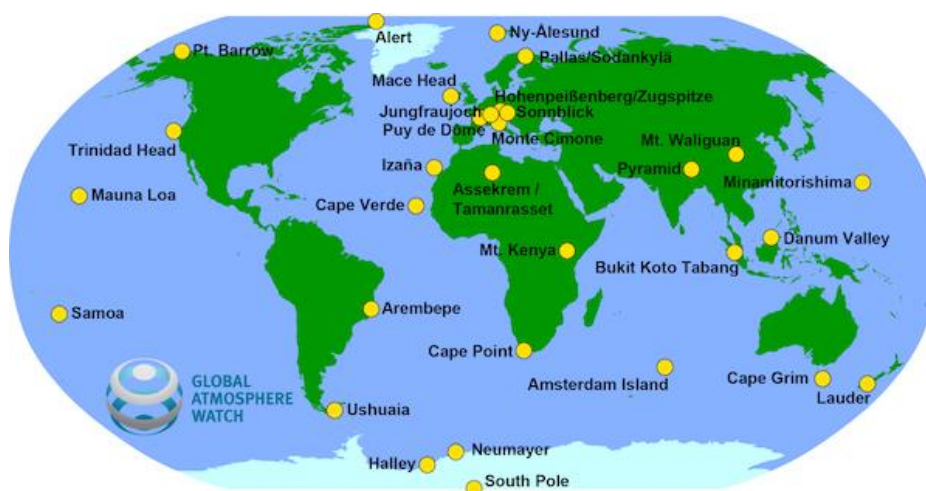 Alert
Ny-Ålesund
Pt. Barrow
Pallas/Sodankylä
Mace Head
Hohenpeißenberg/Zugspitze
Jungfraujoch
Sonnblick
Puy de Dôme
Monte Cimone
Trinidad Head
Mt. Waliguan
Izaña
Pyramid
Assekrem /
Tamanrasset
Minamitorishima
Mauna Loa
Cape Verde
Mt. Kenya
Danum Valley
Bukit Koto Tabang
Samoa
Arembepe
Cape Point
Amsterdam Island
Cape Grim
Lauder
GLOBAL
ATMOSPHERE
WATCH
Ushuaia
Neumayer
Halley
South Pole